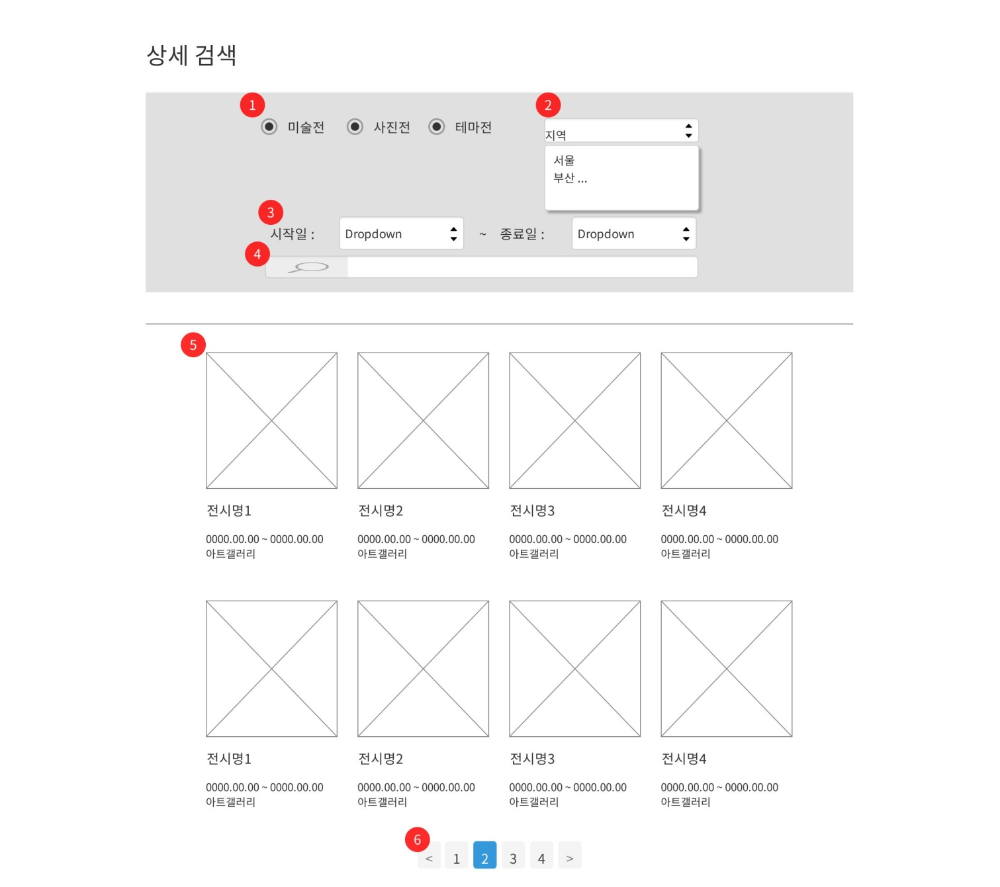 상세 검색
1
2
미술전 사진전 테마전
지역
서울
부산 ...
3
시작일 : Dropdown ~ 종료일 : Dropdown
4
5
전시명1 전시명2 전시명3 전시명4
0000.00.00 ~ 0000.00.00 0000.00.00 ~ 0000.00.00 0000.00.00 ~ 0000.00.00 0000.00.00 ~ 0000.00.00
아트갤러리 아트갤러리 아트갤러리 아트갤러리
전시명1 전시명2 전시명3 전시명4
0000.00.00 ~ 0000.00.00 0000.00.00 ~ 0000.00.00 0000.00.00 ~ 0000.00.00 0000.00.00 ~ 0000.00.00
아트갤러리 아트갤러리 아트갤러리 아트갤러리
6
< 1 2 3 4 >